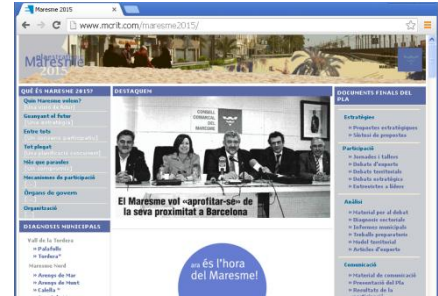 Maresme 2015
www.mcrit.com/maresme2015/
Maresme
2015
QUÈ ÉS MARESME 2015?
Quin Maresme volem?
Guanyant el futur
Entre tots
Tot plegat
Més que paraules
Mecanismes de participació
Òrgans de govern
Organització
DIAGNOSIS MUNICIPALS
Vall de la Tordera
» Palafolls
» Tordera*
Maresme Nord
» Arenys de Mar
» Arenys de Munt
» Calella *
DESTAQUEM
CONSELL
COMARCAL
DEL
MARESME
El Maresme vol «aprofitar-se» de
la seva proximitat a Barcelona
ara és l'hora
del Maresme!
DOCUMENTS FINALS DEL
PLA
Estratègies
» Propostes estratègiques
» Síntesi de propostes
Participació
» Jornades i tallers
» Debats d'experts
» Debats territorials
» Debats estratègics
» Entrevistes a líders
Anàlisi
» Material per al debat
» Diagnosis sectorials
» Informes municipals
» Treballs preparatoris
» Model territorial
» Articles d'experts
Comunicació
» Material de comunicació
» Presentació del Pla
» Resultats de la